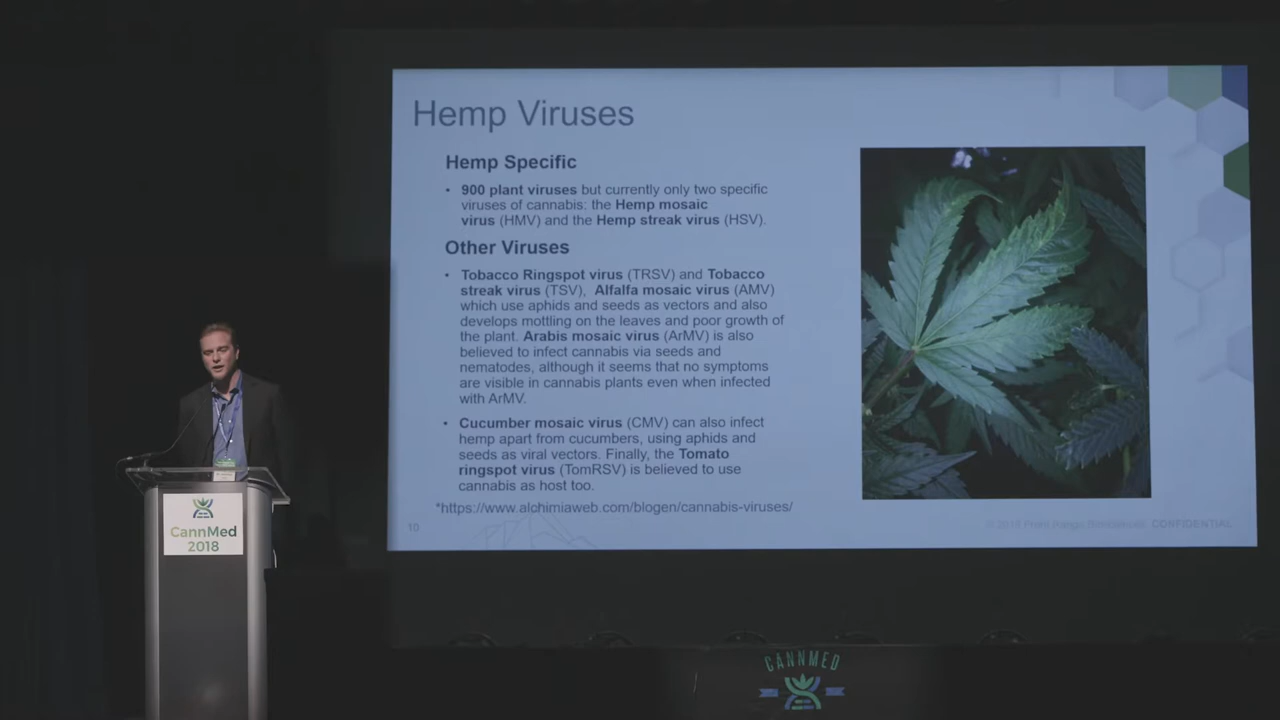 Hemp Viruses
Hemp Specific
• 900 plant viruses but currently only two specific
viruses of cannabis: the Hemp mosaic
virus (HMV) and the Hemp streak virus (HSV).
Other Viruses
• Tobacco Ringspot virus (TRSV) and Tobacco
streak virus (TSV), Alfalfa mosaic virus (AMV)
which use aphids and seeds as vectors and also
develops mottling on the leaves and poor growth of
the plant. Arabis mosaic virus (ArMV) is also
believed to infect cannabis via seeds and
nematodes, although it seems that no symptoms
are visible in cannabis plants even when infected
with ArMV.
• Cucumber mosaic virus (CMV) can also infect
hemp apart from cucumbers, using aphids and
seeds as viral vectors. Finally, the Tomato
ringspot virus (TomRSV) is believed to use
cannabis as host too.
*https://www.alchimiaweb.com/blogen/cannabis-viruses/
10
CONFIDENTIAL
CannMed
2018
CANNMED